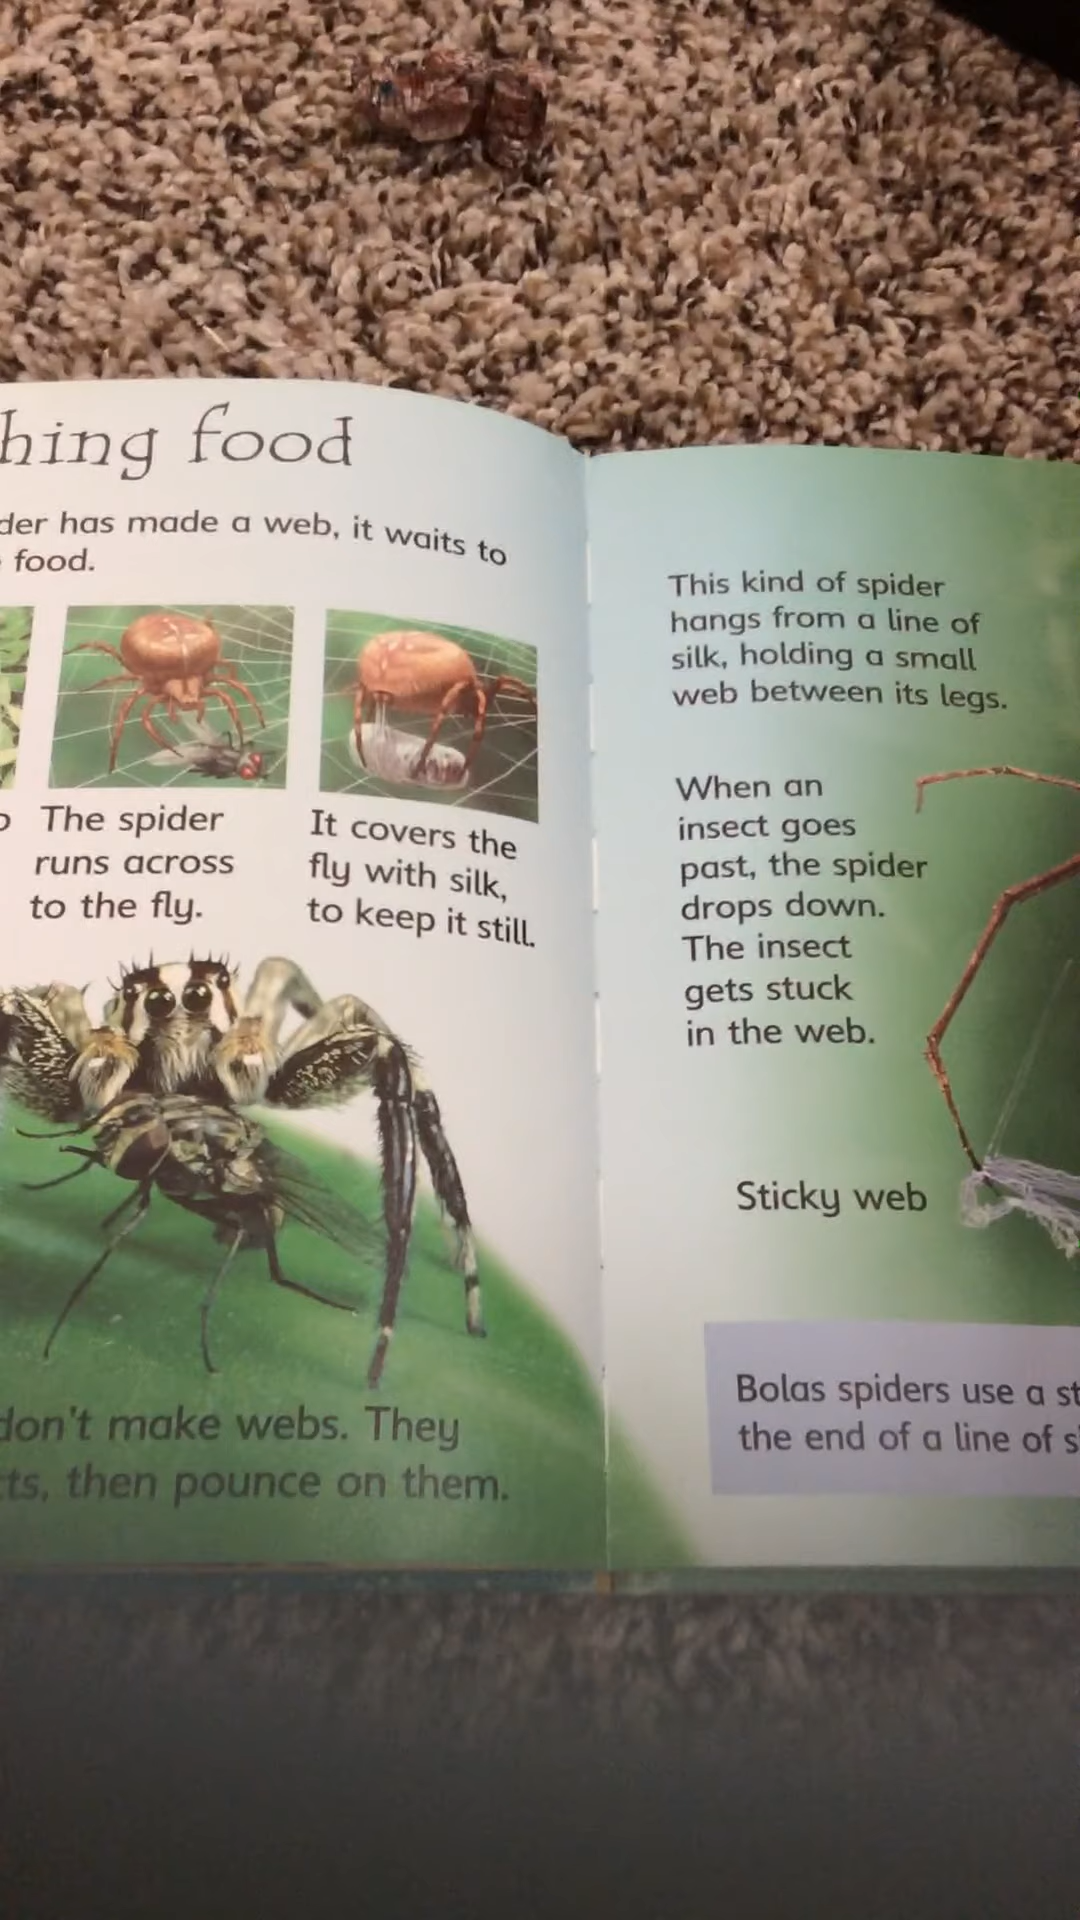 hing food
der has made a web, it waits to
food.
The spider
runs across
to the fly.
It covers the
fly with silk,
to keep it still.
don't make webs. They
ts, then pounce on them.
This kind of spider
hangs from a line of
silk, holding a small
web between its legs.
When an
insect goes
past, the spider
drops down.
The insect
gets stuck
in the web.
Sticky web
Bolas spiders use a st
the end of a line of s